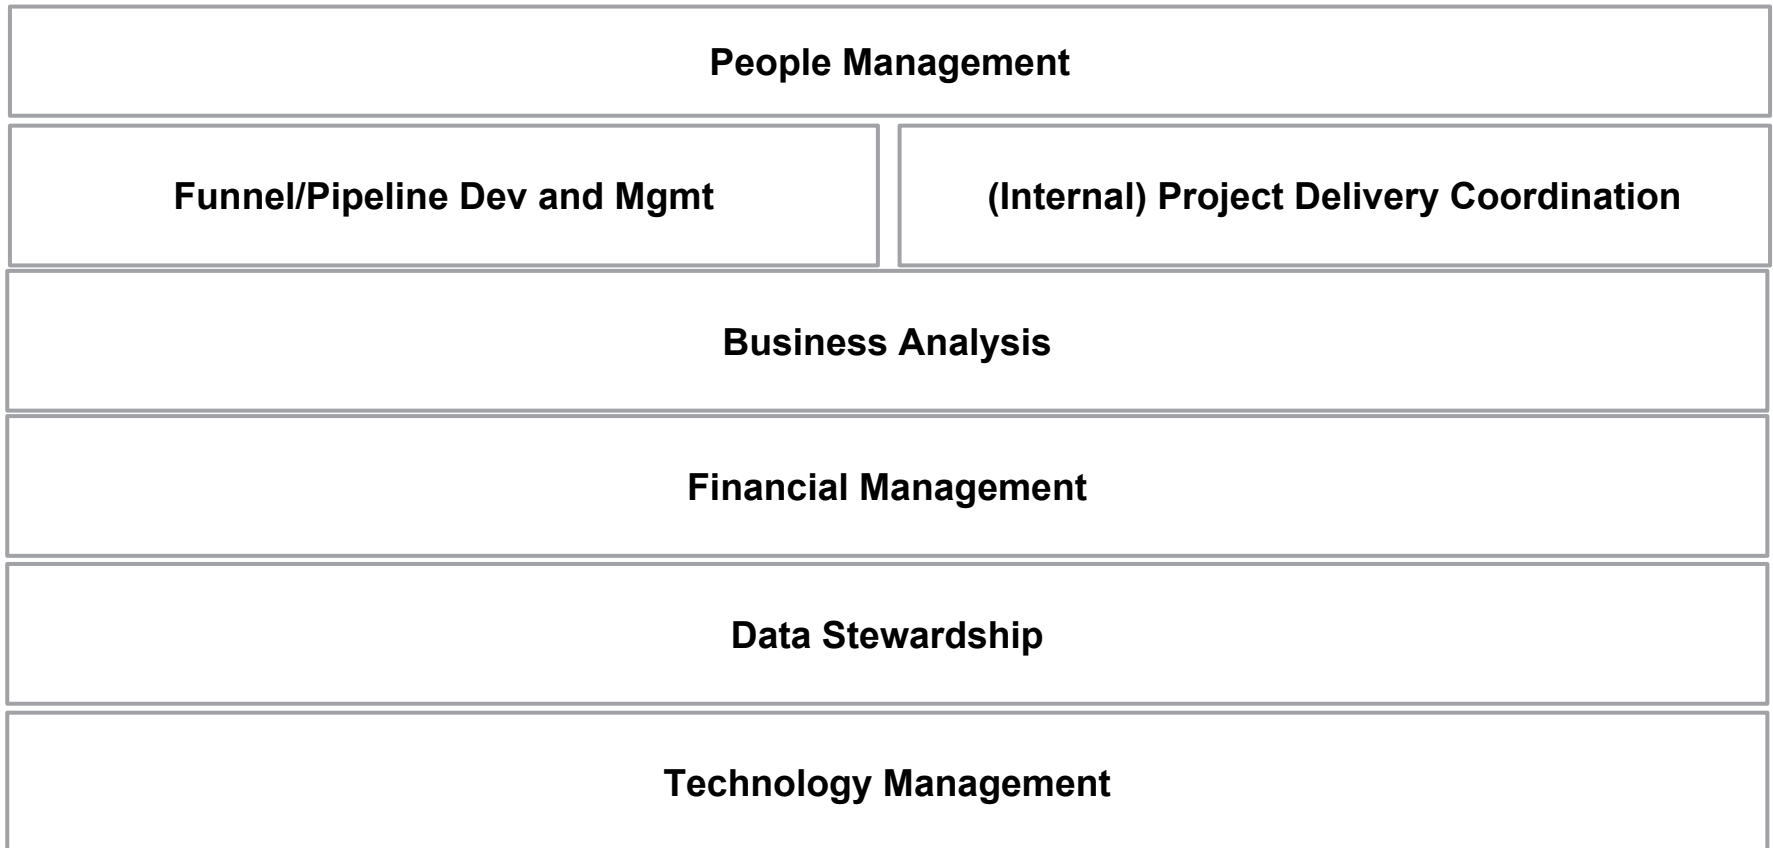 People Management
Funnel/Pipeline Dev and Mgmt
(Internal) Project Delivery Coordination
Business Analysis
Financial Management
Data Stewardship
Technology Management